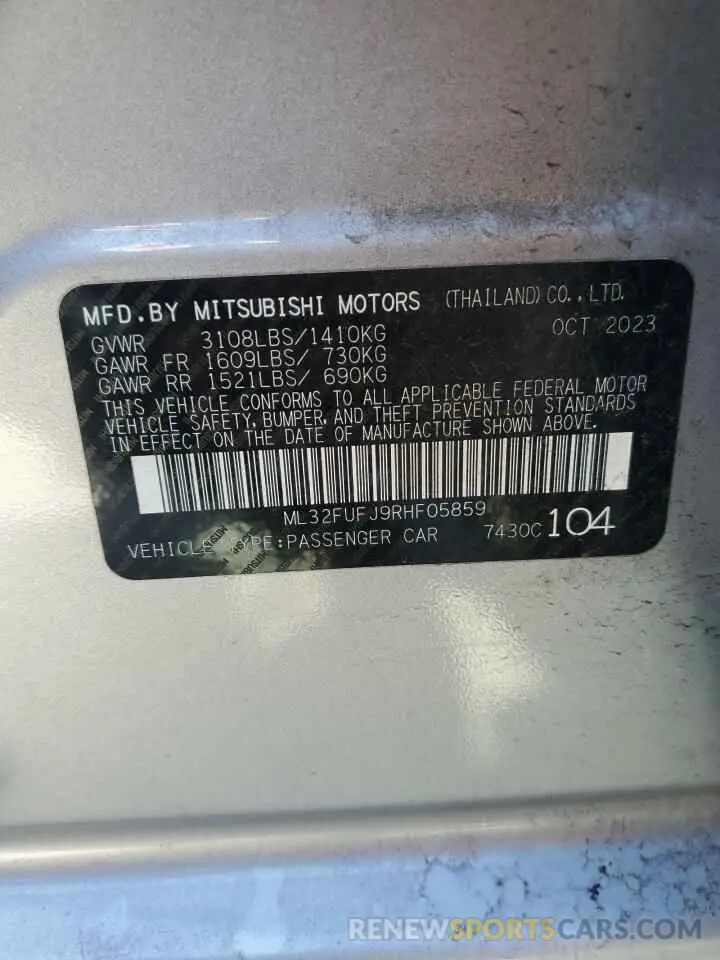 MFD.BY MITSUBISHI MOTORS (THAILAND) CO.,LTD.
GVWR 3108LBS/1410KG OCT 2023
GAWR FR 1609LBS/ 730KG
GAWR RR 1521LBS/ 690KG
THIS VEHICLE CONFORMS TO ALL APPLICABLE FEDERAL MOTOR
VEHICLE SAFETY, BUMPER, AND THEFT PREVENTION STANDARDS
IN EFFECT ON THE DATE OF MANUFACTURE SHOWN ABOVE.
ML32FUFJ9RHF05859
VEHICLE TYPE:PASSENGER CAR 7430C 104
RENEWSPORTSCARS.COM